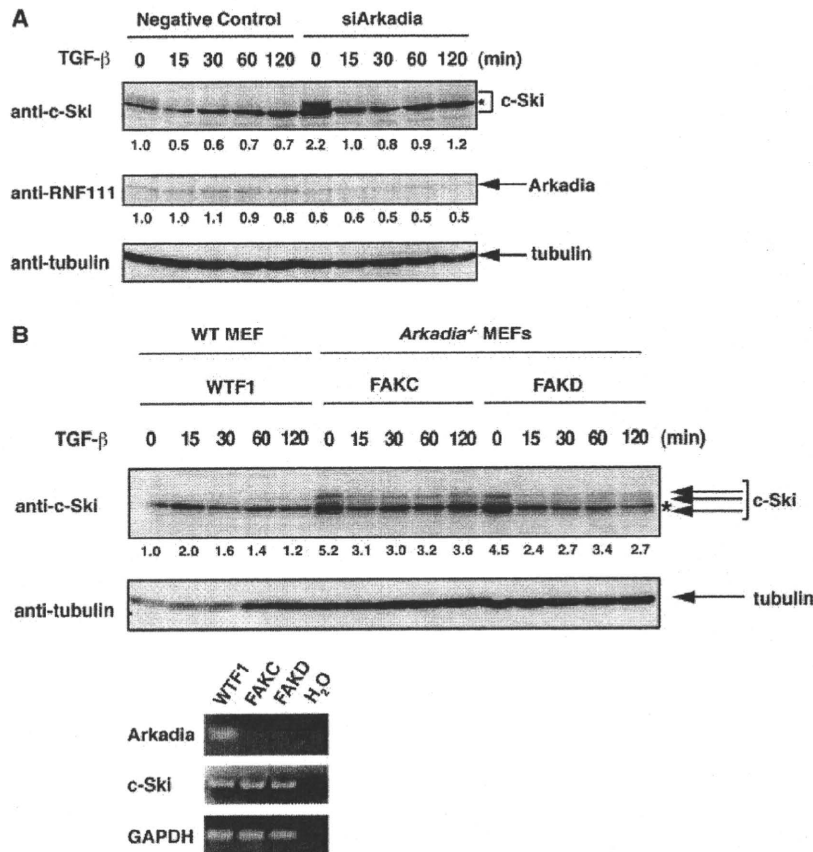 A
Negative Control siArkadia
TGF-β 0 15 30 60 120 0 15 30 60 120 (min)
anti-c-Ski * c-Ski
1.0 0.5 0.6 0.7 0.7 2.2 1.0 0.8 0.9 1.2
anti-RNF111 Arkadia
1.0 1.0 1.1 0.9 0.8 0.6 0.6 0.5 0.5 0.5
anti-tubulin tubulin
B
WT MEF Arkadia-/- MEFs
WTF1 FAKC FAKD
TGF-β 0 15 30 60 120 0 15 30 60 120 0 15 30 60 120 (min)
anti-c-Ski * c-Ski
1.0 2.0 1.6 1.4 1.2 5.2 3.1 3.0 3.2 3.6 4.5 2.4 2.7 3.4 2.7
anti-tubulin tubulin
WTF1 FAKC FAKD H2O
Arkadia
c-Ski
GAPDH